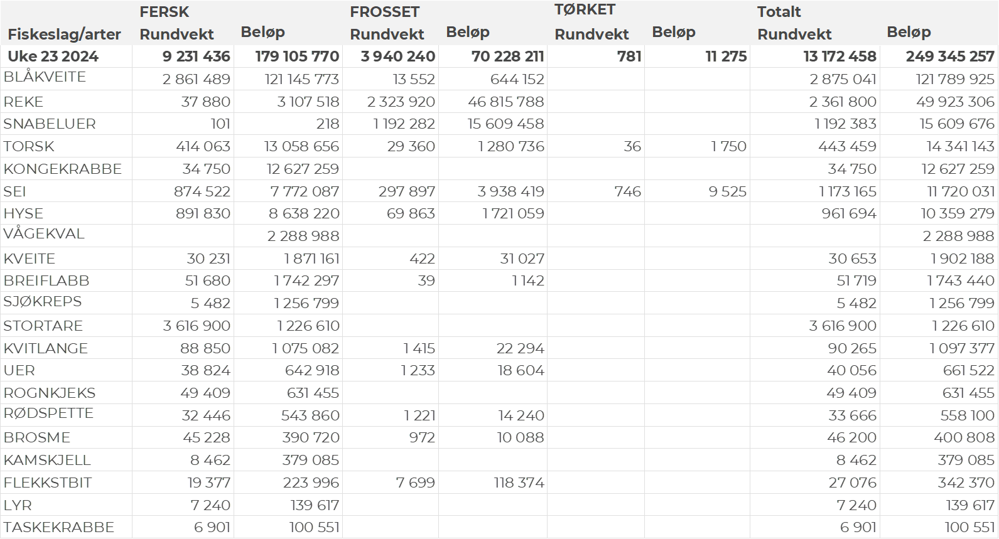 FERSK FROSSET TØRKET Totalt
Fiskeslag/arter Rundvekt Beløp Rundvekt Beløp Rundvekt Beløp Rundvekt Beløp
Uke 23 2024 9 231 436 179 105 770 3 940 240 70 228 211 781 11 275 13 172 458 249 345 257
BLÅKVEITE 2 861 489 121 145 773 13 552 644 152 2 875 041 121 789 925
REKE 37 880 3 107 518 2 323 920 46 815 788 2 361 800 49 923 306
SNABELUER 101 218 1 192 282 15 609 458 1 192 383 15 609 676
TORSK 414 063 13 058 656 29 360 1 280 736 36 1 750 443 459 14 341 143
KONGEKRABBE 34 750 12 627 259 34 750 12 627 259
SEI 874 522 7 772 087 297 897 3 938 419 746 9 525 1 173 165 11 720 031
HYSE 891 830 8 638 220 69 863 1 721 059 961 694 10 359 279
VÅGEKVAL 2 288 988 2 288 988
KVEITE 30 231 1 871 161 422 31 027 30 653 1 902 188
BREIFLABB 51 680 1 742 297 39 1 142 51 719 1 743 440
SJØKREPS 5 482 1 256 799 5 482 1 256 799
STORTARE 3 616 900 1 226 610 3 616 900 1 226 610
KVITLANGE 88 850 1 075 082 1 415 22 294 90 265 1 097 377
UER 38 824 642 918 1 233 18 604 40 056 661 522
ROGNKJEKS 49 409 631 455 49 409 631 455
RØDSPETTE 32 446 543 860 1 221 14 240 33 666 558 100
BROSME 45 228 390 720 972 10 088 46 200 400 808
KAMSKJELL 8 462 379 085 8 462 379 085
FLEKKSTBIT 19 377 223 996 7 699 118 374 27 076 342 370
LYR 7 240 139 617 7 240 139 617
TASKEKRABBE 6 901 100 551 6 901 100 551